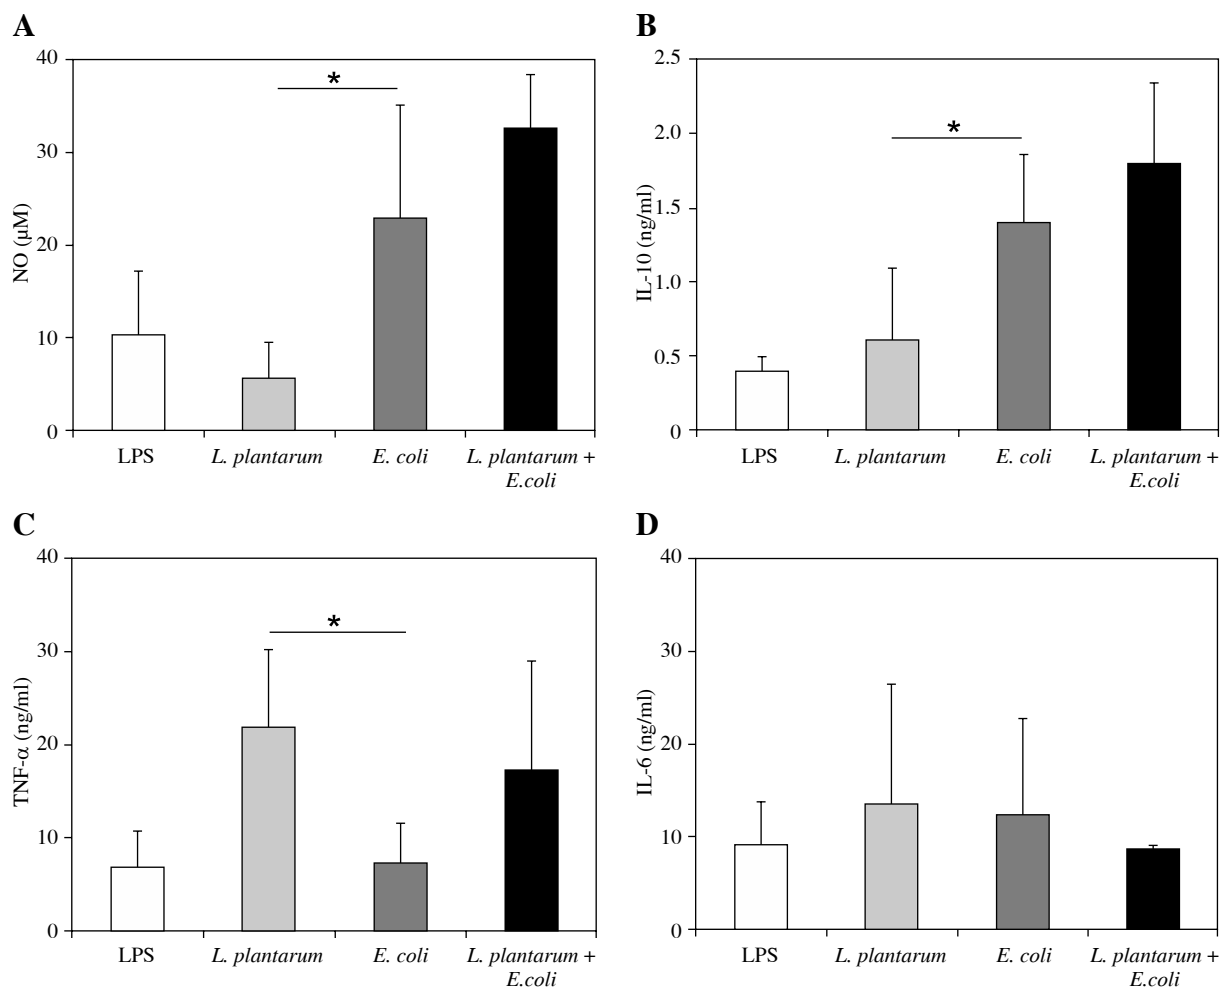 A
40
30
20
10
0
NO (µM)
*
LPS
L. plantarum
E. coli
L. plantarum +
E.coli
B
2.5
2.0
1.5
1.0
0.5
0
IL-10 (ng/ml)
*
LPS
L. plantarum
E. coli
L. plantarum +
E.coli
C
40
30
20
10
0
TNF-α (ng/ml)
*
LPS
L. plantarum
E. coli
L. plantarum +
E.coli
D
40
30
20
10
0
IL-6 (ng/ml)
LPS
L. plantarum
E. coli
L. plantarum +
E.coli